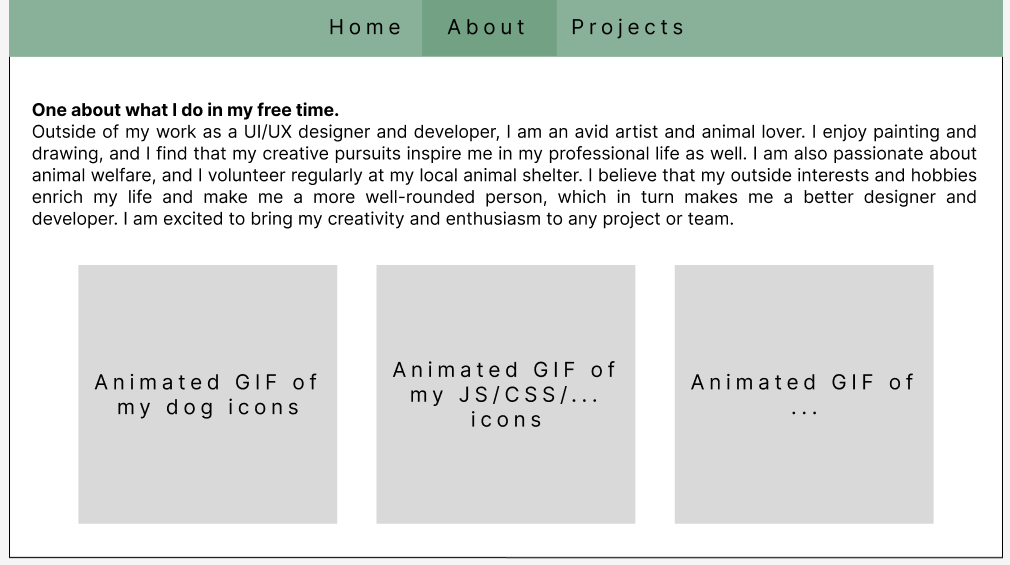 Home About Projects
One about what I do in my free time.
Outside of my work as a UI/UX designer and developer, I am an avid artist and animal lover. I enjoy painting and
drawing, and I find that my creative pursuits inspire me in my professional life as well. I am also passionate about
animal welfare, and I volunteer regularly at my local animal shelter. I believe that my outside interests and hobbies
enrich my life and make me a more well-rounded person, which in turn makes me a better designer and
developer. I am excited to bring my creativity and enthusiasm to any project or team.
Animated GIF of
my dog icons
Animated GIF of
my JS/CSS/...
icons
Animated GIF of
...